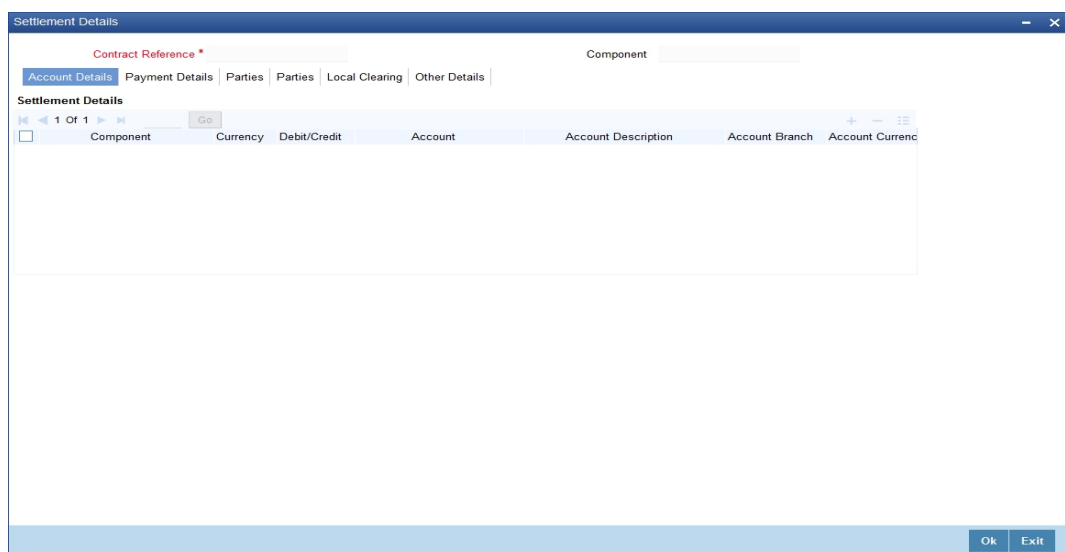 Settlement Details
Contract Reference * Component
Account Details Payment Details Parties Parties Local Clearing Other Details
Settlement Details
1 Of 1 Go
Component Currency Debit/Credit Account Account Description Account Branch Account Currenc
Ok Exit